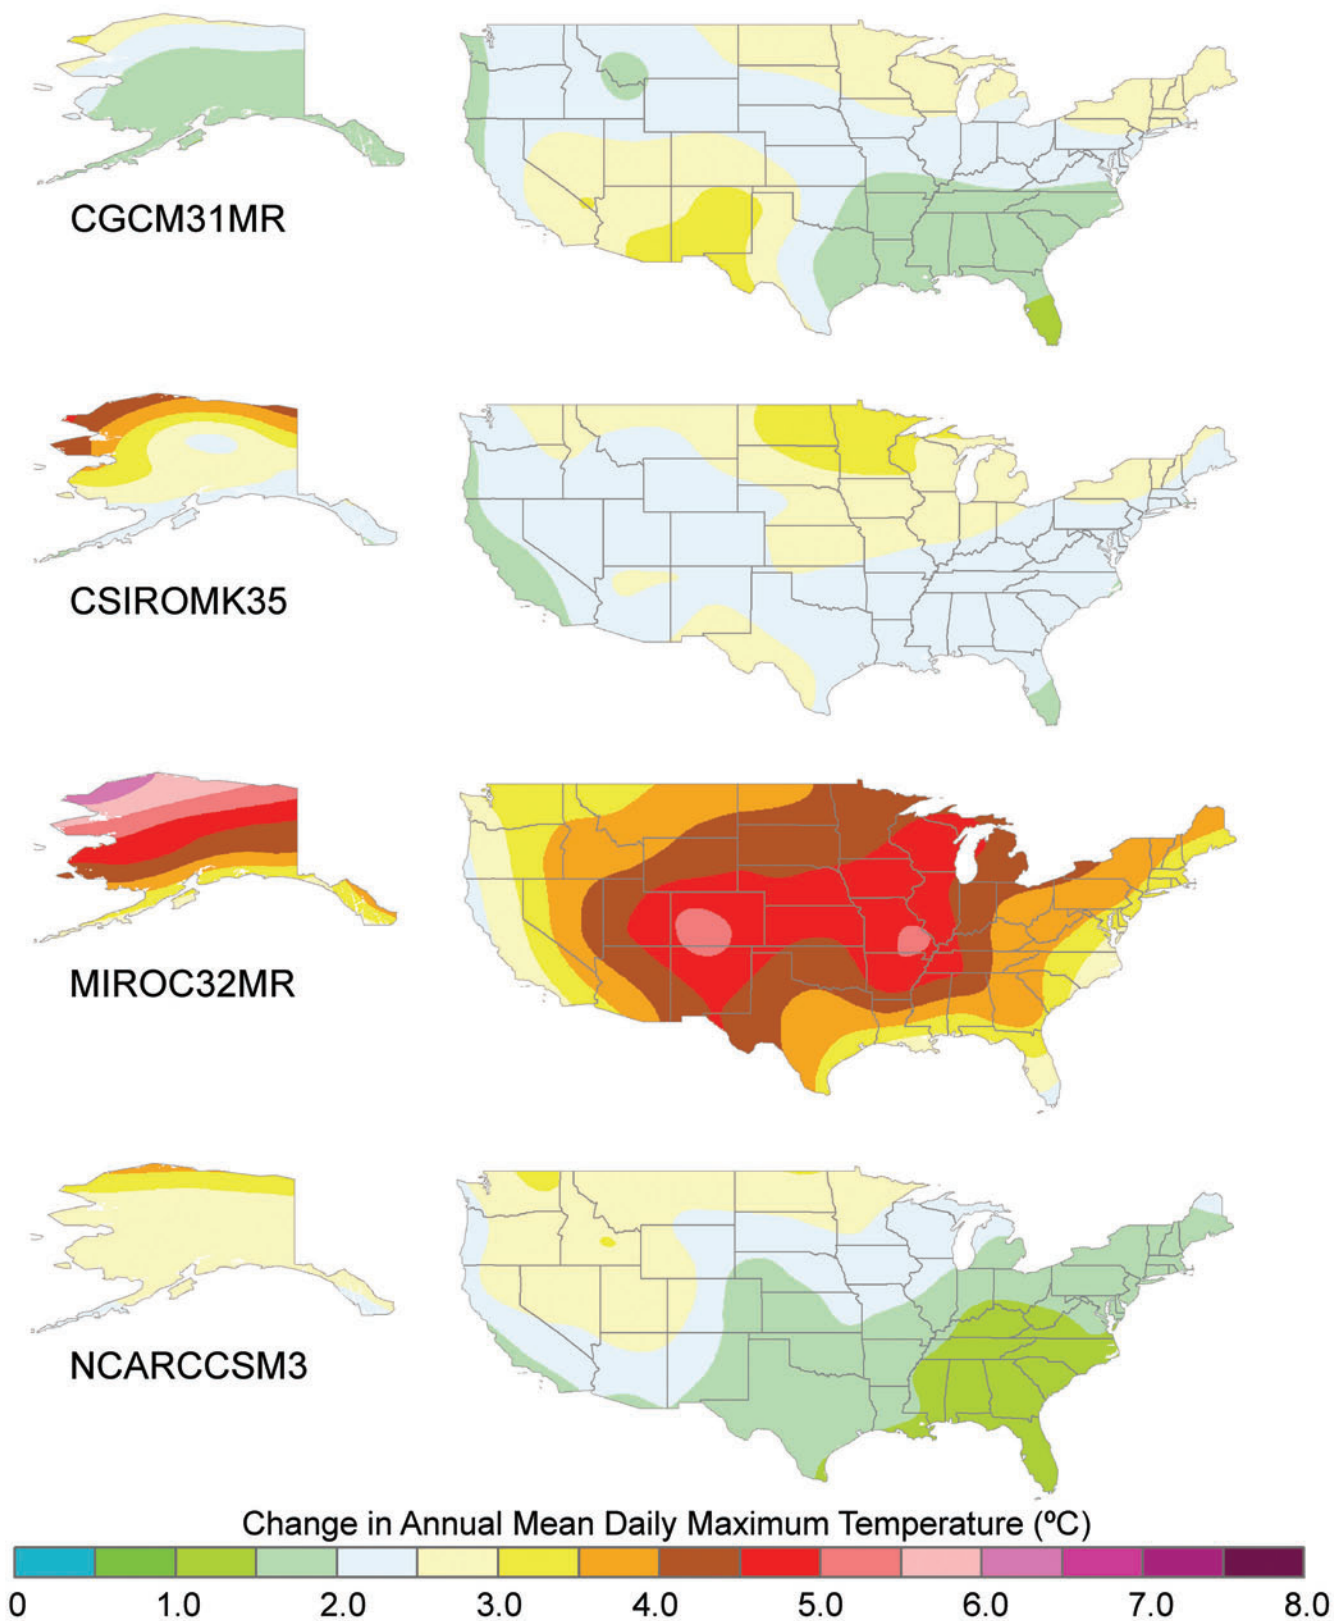 CGCM31MR
CSIROMK35
MIROC32MR
NCARCCSM3
Change in Annual Mean Daily Maximum Temperature (ºC)
0 1.0 2.0 3.0 4.0 5.0 6.0 7.0 8.0